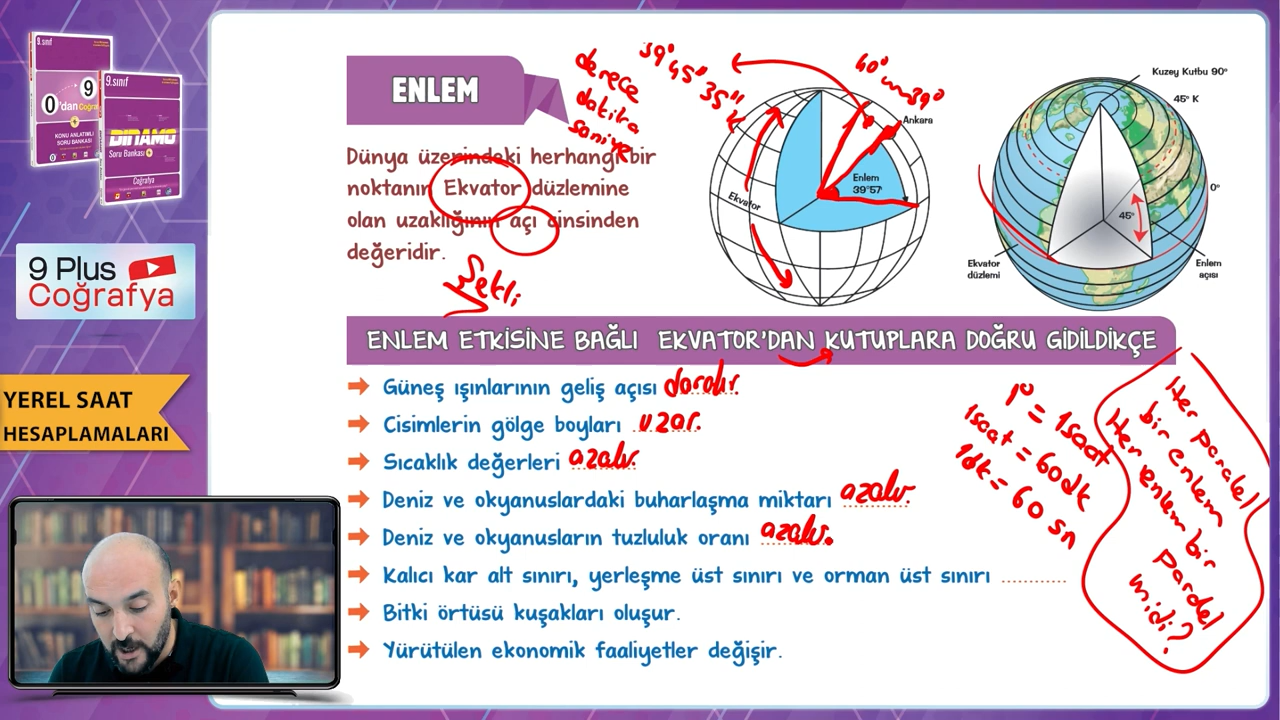 9.sınıf
0'dan 9
Coğrafya
KONU ANLATIMLI
SORU BANKASI
9.sınıf
DİNAMO
Soru Bankası
Coğrafya
9 Plus
Coğrafya
YEREL SAAT
HESAPLAMALARI
ENLEM
derece
dakika
saniye
39° 45' 35" K
Dünya üzerindeki herhangi bir
noktanın Ekvator düzlemine
olan uzaklığının açı cinsinden
değeridir.
Şekli
40°
39°
Ankara
Enlem
39°57'
Ekvator
Kuzey Kutbu 90°
45° K
0°
45°
Ekvator
düzlemi
Enlem
açısı
ENLEM ETKİSİNE BAĞLI EKVATOR'DAN KUTUPLARA DOĞRU GİDİLDİKÇE
Güneş ışınlarının geliş açısı daralır.
Cisimlerin gölge boyları uzar.
Sıcaklık değerleri azalır.
Deniz ve okyanuslardaki buharlaşma miktarı azalır.
Deniz ve okyanusların tuzluluk oranı azalır.
Kalıcı kar alt sınırı, yerleşme üst sınırı ve orman üst sınırı ...........
Bitki örtüsü kuşakları oluşur.
Yürütülen ekonomik faaliyetler değişir.
1° = 1saat
1saat = 60dk
1dk = 60 sn
Her paralel
bir enlem
Her enlem bir
paralel
midi?